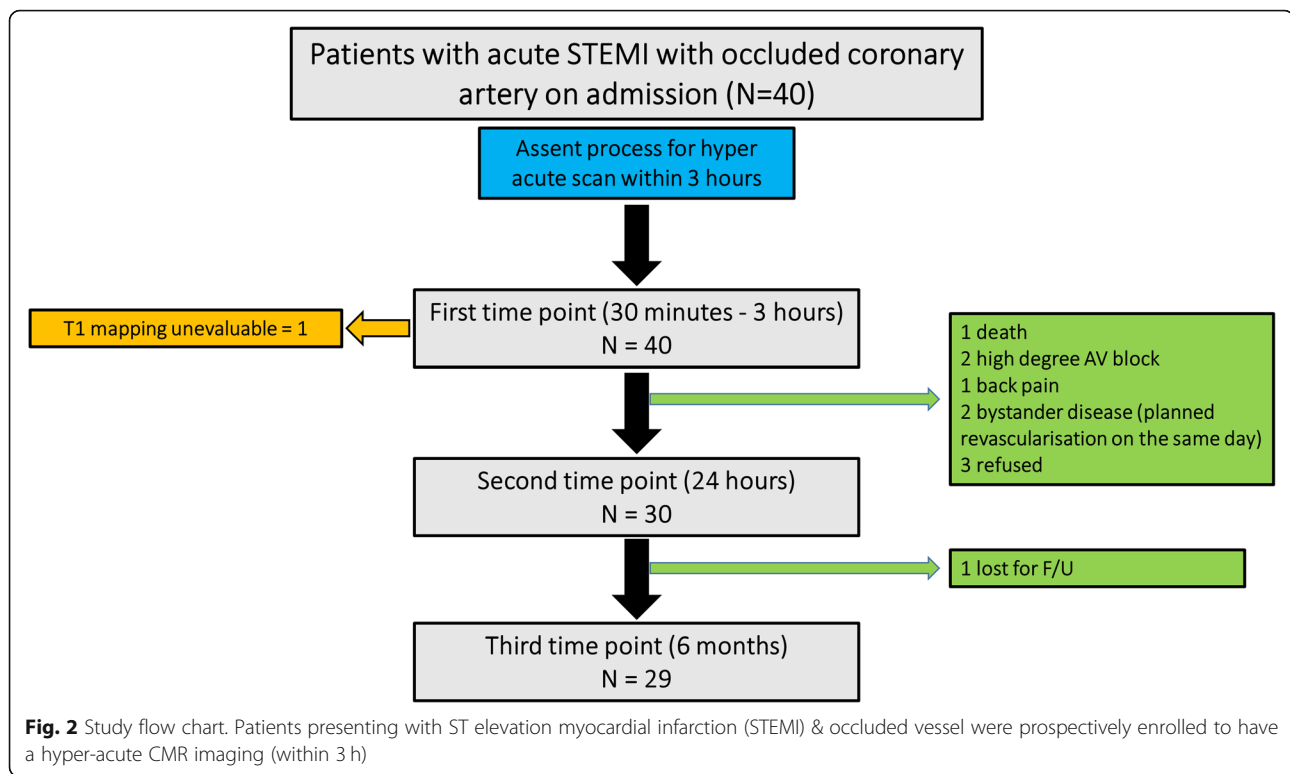 Patients with acute STEMI with occluded coronary
artery on admission (N=40)
Assent process for hyper
acute scan within 3 hours
First time point (30 minutes - 3 hours)
N = 40
T1 mapping unevaluable = 1
1 death
2 high degree AV block
1 back pain
2 bystander disease (planned
revascularisation on the same day)
3 refused
Second time point (24 hours)
N = 30
1 lost for F/U
Third time point (6 months)
N = 29
Fig. 2 Study flow chart. Patients presenting with ST elevation myocardial infarction (STEMI) & occluded vessel were prospectively enrolled to have
a hyper-acute CMR imaging (within 3 h)